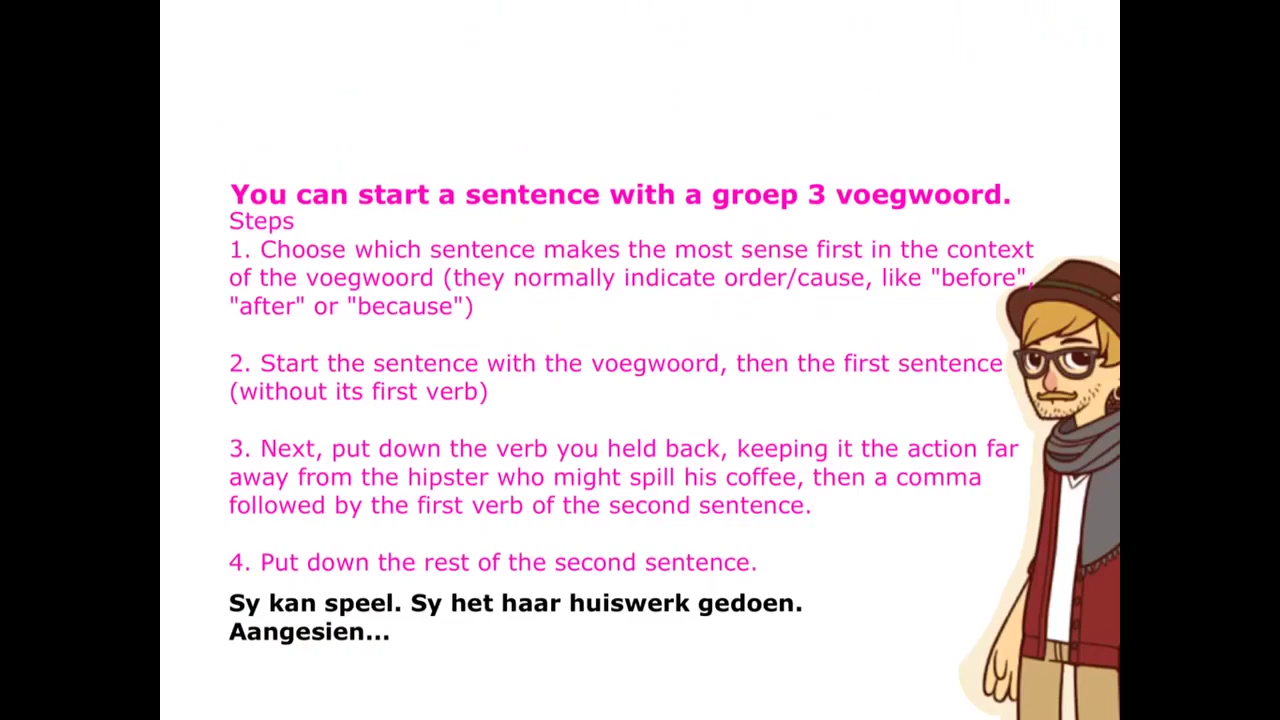 You can start a sentence with a groep 3 voegwoord.
Steps
1. Choose which sentence makes the most sense first in the context
of the voegwoord (they normally indicate order/cause, like "before",
"after" or "because")
2. Start the sentence with the voegwoord, then the first sentence
(without its first verb)
3. Next, put down the verb you held back, keeping it the action far
away from the hipster who might spill his coffee, then a comma
followed by the first verb of the second sentence.
4. Put down the rest of the second sentence.
Sy kan speel. Sy het haar huiswerk gedoen.
Aangesien...